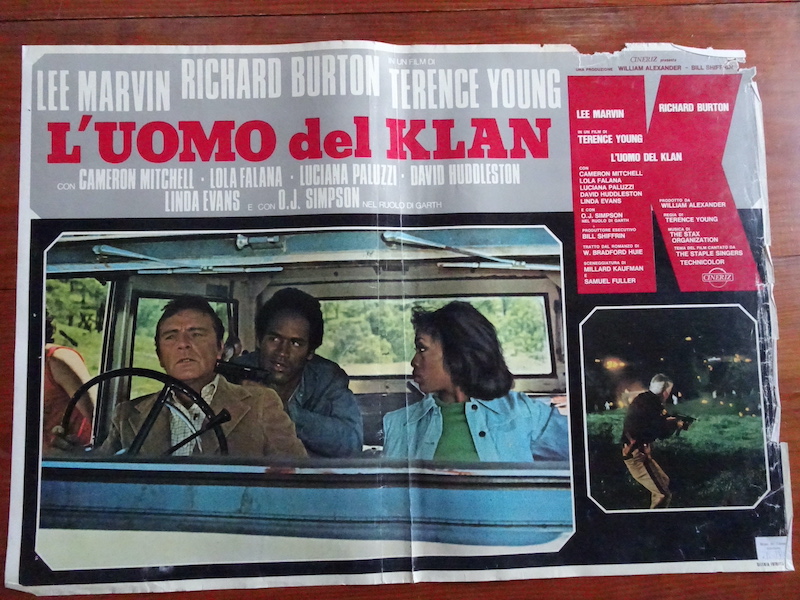 IN UN FILM DI
LEE MARVIN RICHARD BURTON TERENCE YOUNG
L'UOMO del KLAN
CON CAMERON MITCHELL · LOLA FALANA · LUCIANA PALUZZI · DAVID HUDDLESTON
LINDA EVANS E CON O.J. SIMPSON NEL RUOLO DI GARTH
CINERIZ presenta
UNA PRODUZIONE WILLIAM ALEXANDER - BILL SHIFFRIN
LEE MARVIN
RICHARD BURTON
IN UN FILM DI
TERENCE YOUNG
L'UOMO DEL KLAN
CON
CAMERON MITCHELL
LOLA FALANA
LUCIANA PALUZZI
DAVID HUDDLESTON
LINDA EVANS
E CON
O.J. SIMPSON
NEL RUOLO DI GARTH
PRODUTTORE ESECUTIVO
BILL SHIFFRIN
TRATTO DAL ROMANZO DI
W. BRADFORD HUIE
SCENEGGIATURA DI
MILLARD KAUFMAN
E
SAMUEL FULLER
PRODOTTO DA
WILLIAM ALEXANDER
REGIA DI
TERENCE YOUNG
MUSICA DI
THE STAX
ORGANIZATION
TEMA DEL FILM CANTATO DA
THE STAPLE SINGERS
TECHNICOLOR
CINERIZ